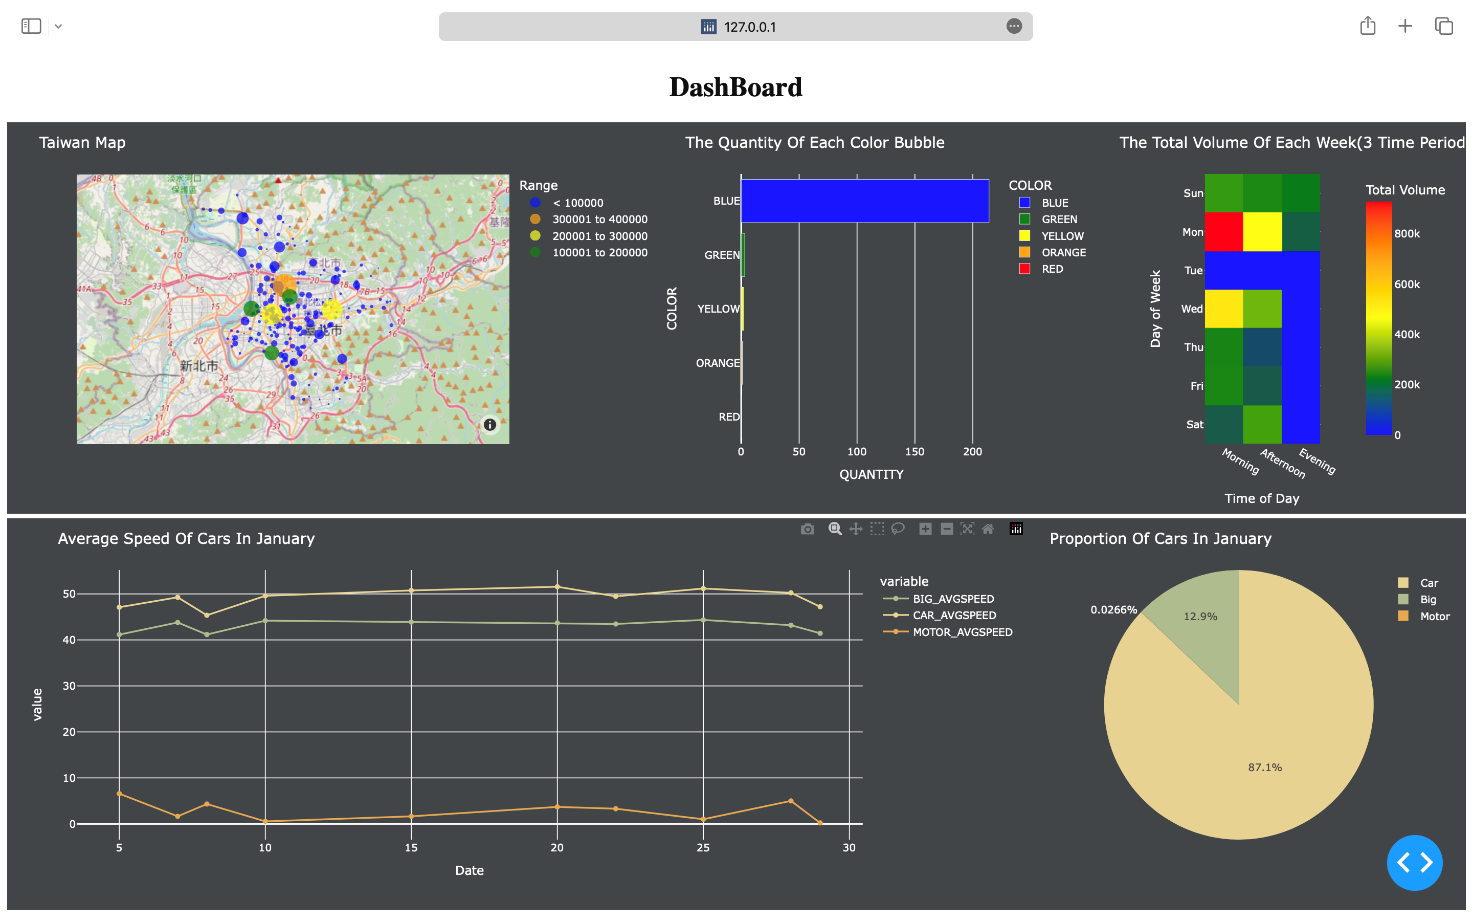 127.0.0.1
DashBoard
Taiwan Map
Range
< 100000
300001 to 400000
200001 to 300000
100001 to 200000
新北市
The Quantity Of Each Color Bubble
COLOR
BLUE
GREEN
YELLOW
ORANGE
RED
0
50
100
150
200
QUANTITY
COLOR
BLUE
GREEN
YELLOW
ORANGE
RED
The Total Volume Of Each Week(3 Time Period
Day of Week
Sun
Mon
Tue
Wed
Thu
Fri
Sat
Morning
Afternoon
Evening
Time of Day
Total Volume
800k
600k
400k
200k
0
Average Speed Of Cars In January
value
50
40
30
20
10
0
5
10
15
20
25
30
Date
variable
BIG_AVGSPEED
CAR_AVGSPEED
MOTOR_AVGSPEED
Proportion Of Cars In January
0.0266%
12.9%
87.1%
Car
Big
Motor